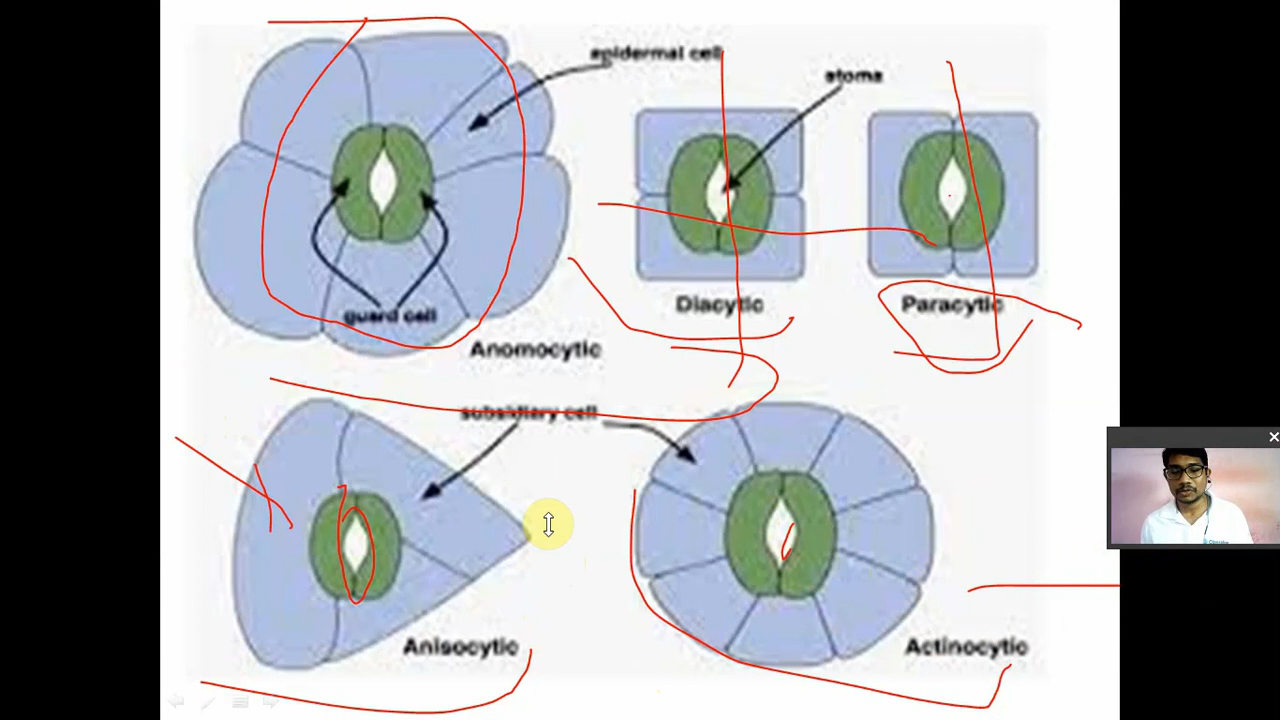 epidermal cell
stoma
guard cell
Diacytic
Paracytic
Anomocytic
subsidiary cell
Anisocytic
Actinocytic